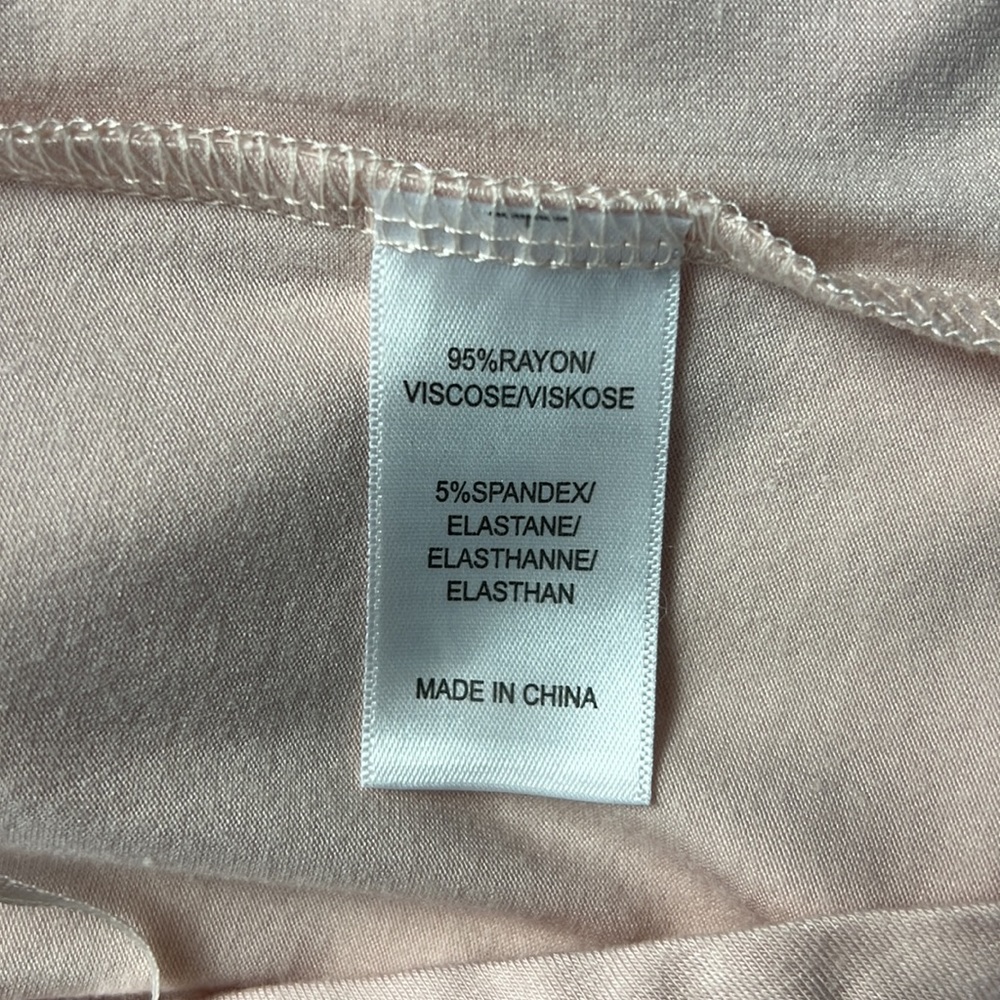 95%RAYON/
VISCOSE/VISKOSE
5%SPANDEX/
ELASTANE/
ELASTHANNE/
ELASTHAN
MADE IN CHINA